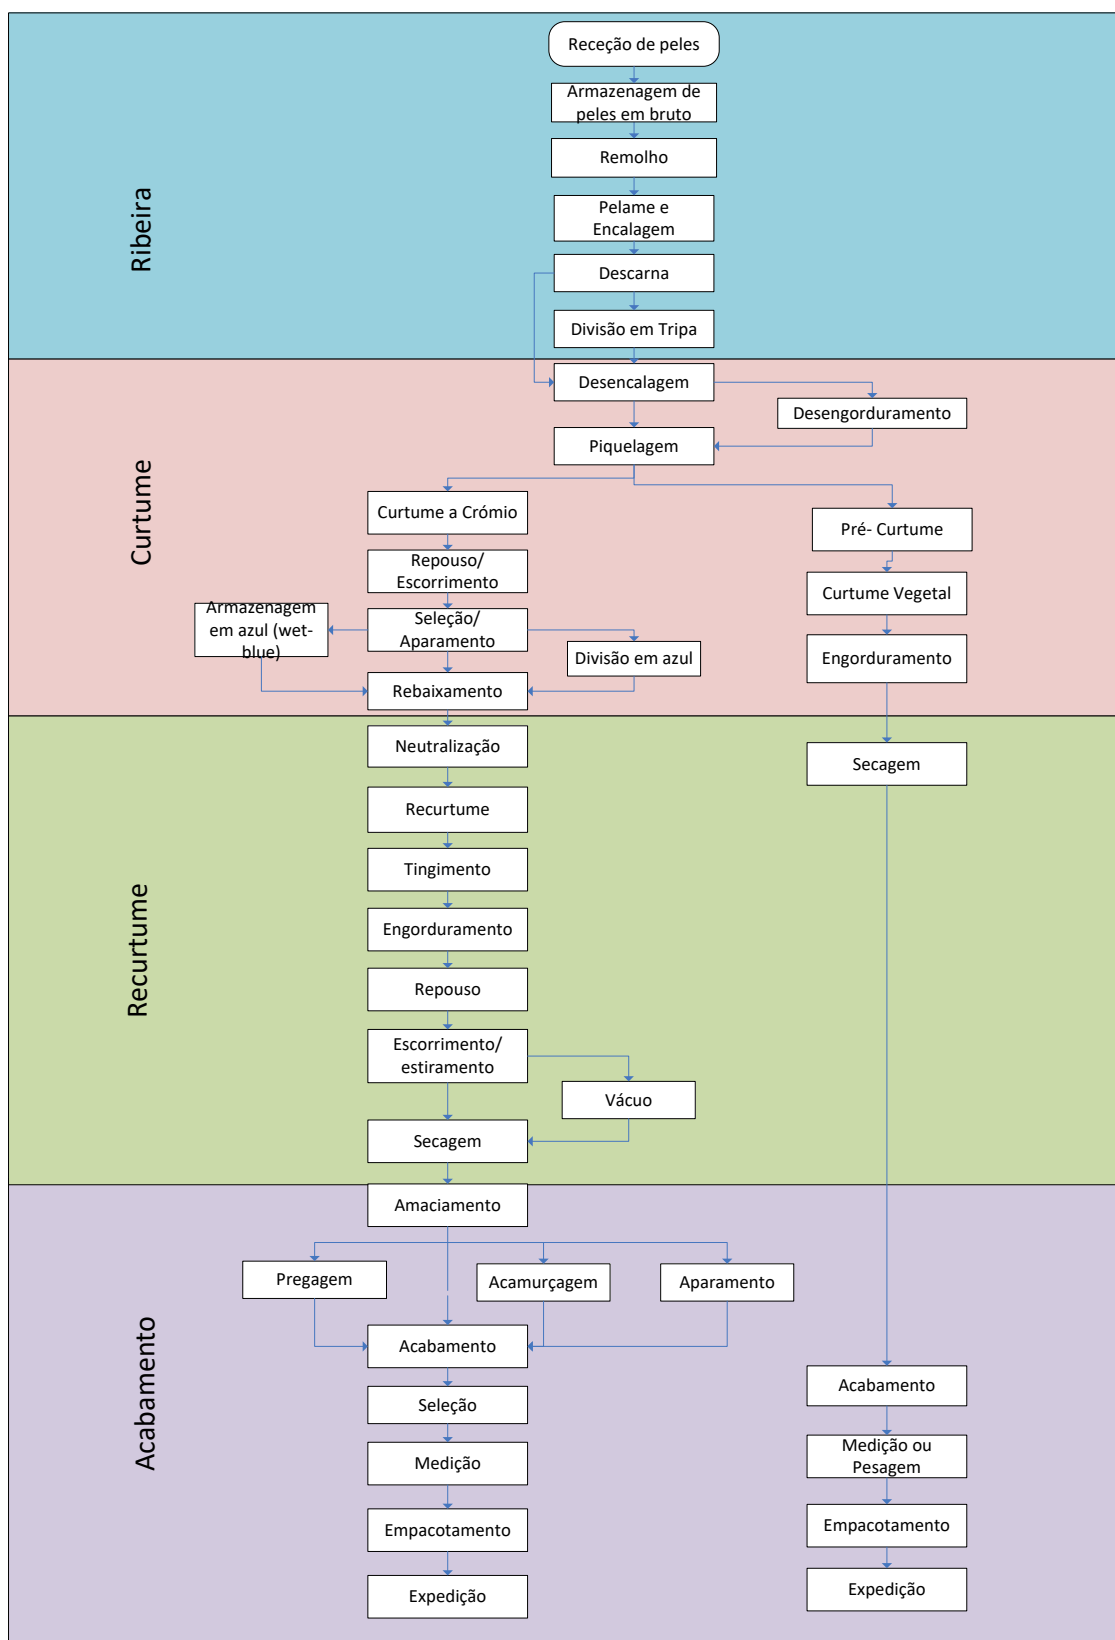 Ribeira
Receção de peles
Armazenagem de
peles em bruto
Remolho
Pelame e
Encalagem
Descarna
Divisão em Tripa
Curtume
Desencalagem
Desengorduramento
Piquelagem
Curtume a Crómio
Pré- Curtume
Repouso/
Escorrimento
Curtume Vegetal
Armazenagem
em azul (wet-
blue)
Seleção/
Aparamento
Divisão em azul
Engorduramento
Rebaixamento
Recurtume
Neutralização
Secagem
Recurtume
Tingimento
Engorduramento
Repouso
Escorrimento/
estiramento
Vácuo
Secagem
Acabamento
Amaciamento
Pregagem
Acamurçagem
Aparamento
Acabamento
Acabamento
Seleção
Medição
Medição ou
Pesagem
Empacotamento
Empacotamento
Expedição
Expedição